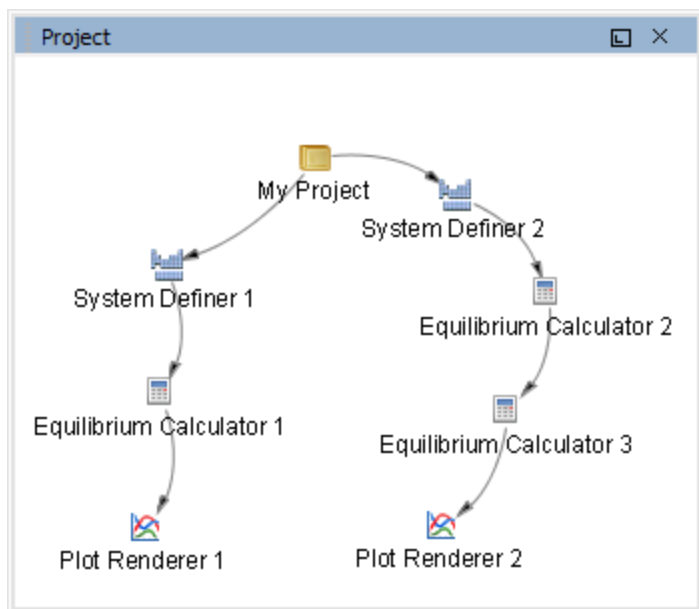 Project
My Project
System Definer 2
System Definer 1
Equilibrium Calculator 2
Equilibrium Calculator 1
Equilibrium Calculator 3
Plot Renderer 1
Plot Renderer 2